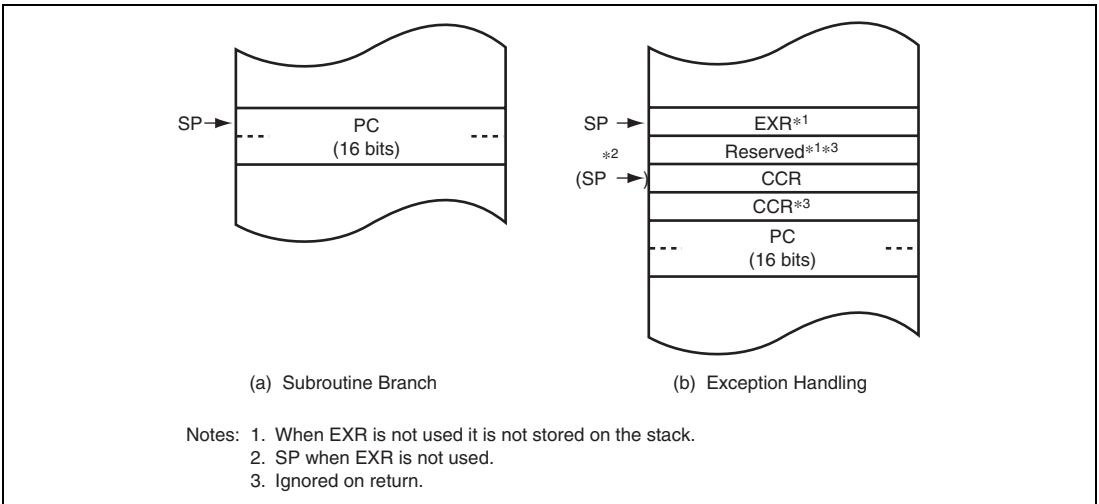 SP
PC
(16 bits)
(a) Subroutine Branch
SP
*2
(SP )
EXR*1
Reserved*1*3
CCR
CCR*3
PC
(16 bits)
(b) Exception Handling
Notes: 1. When EXR is not used it is not stored on the stack.
2. SP when EXR is not used.
3. Ignored on return.